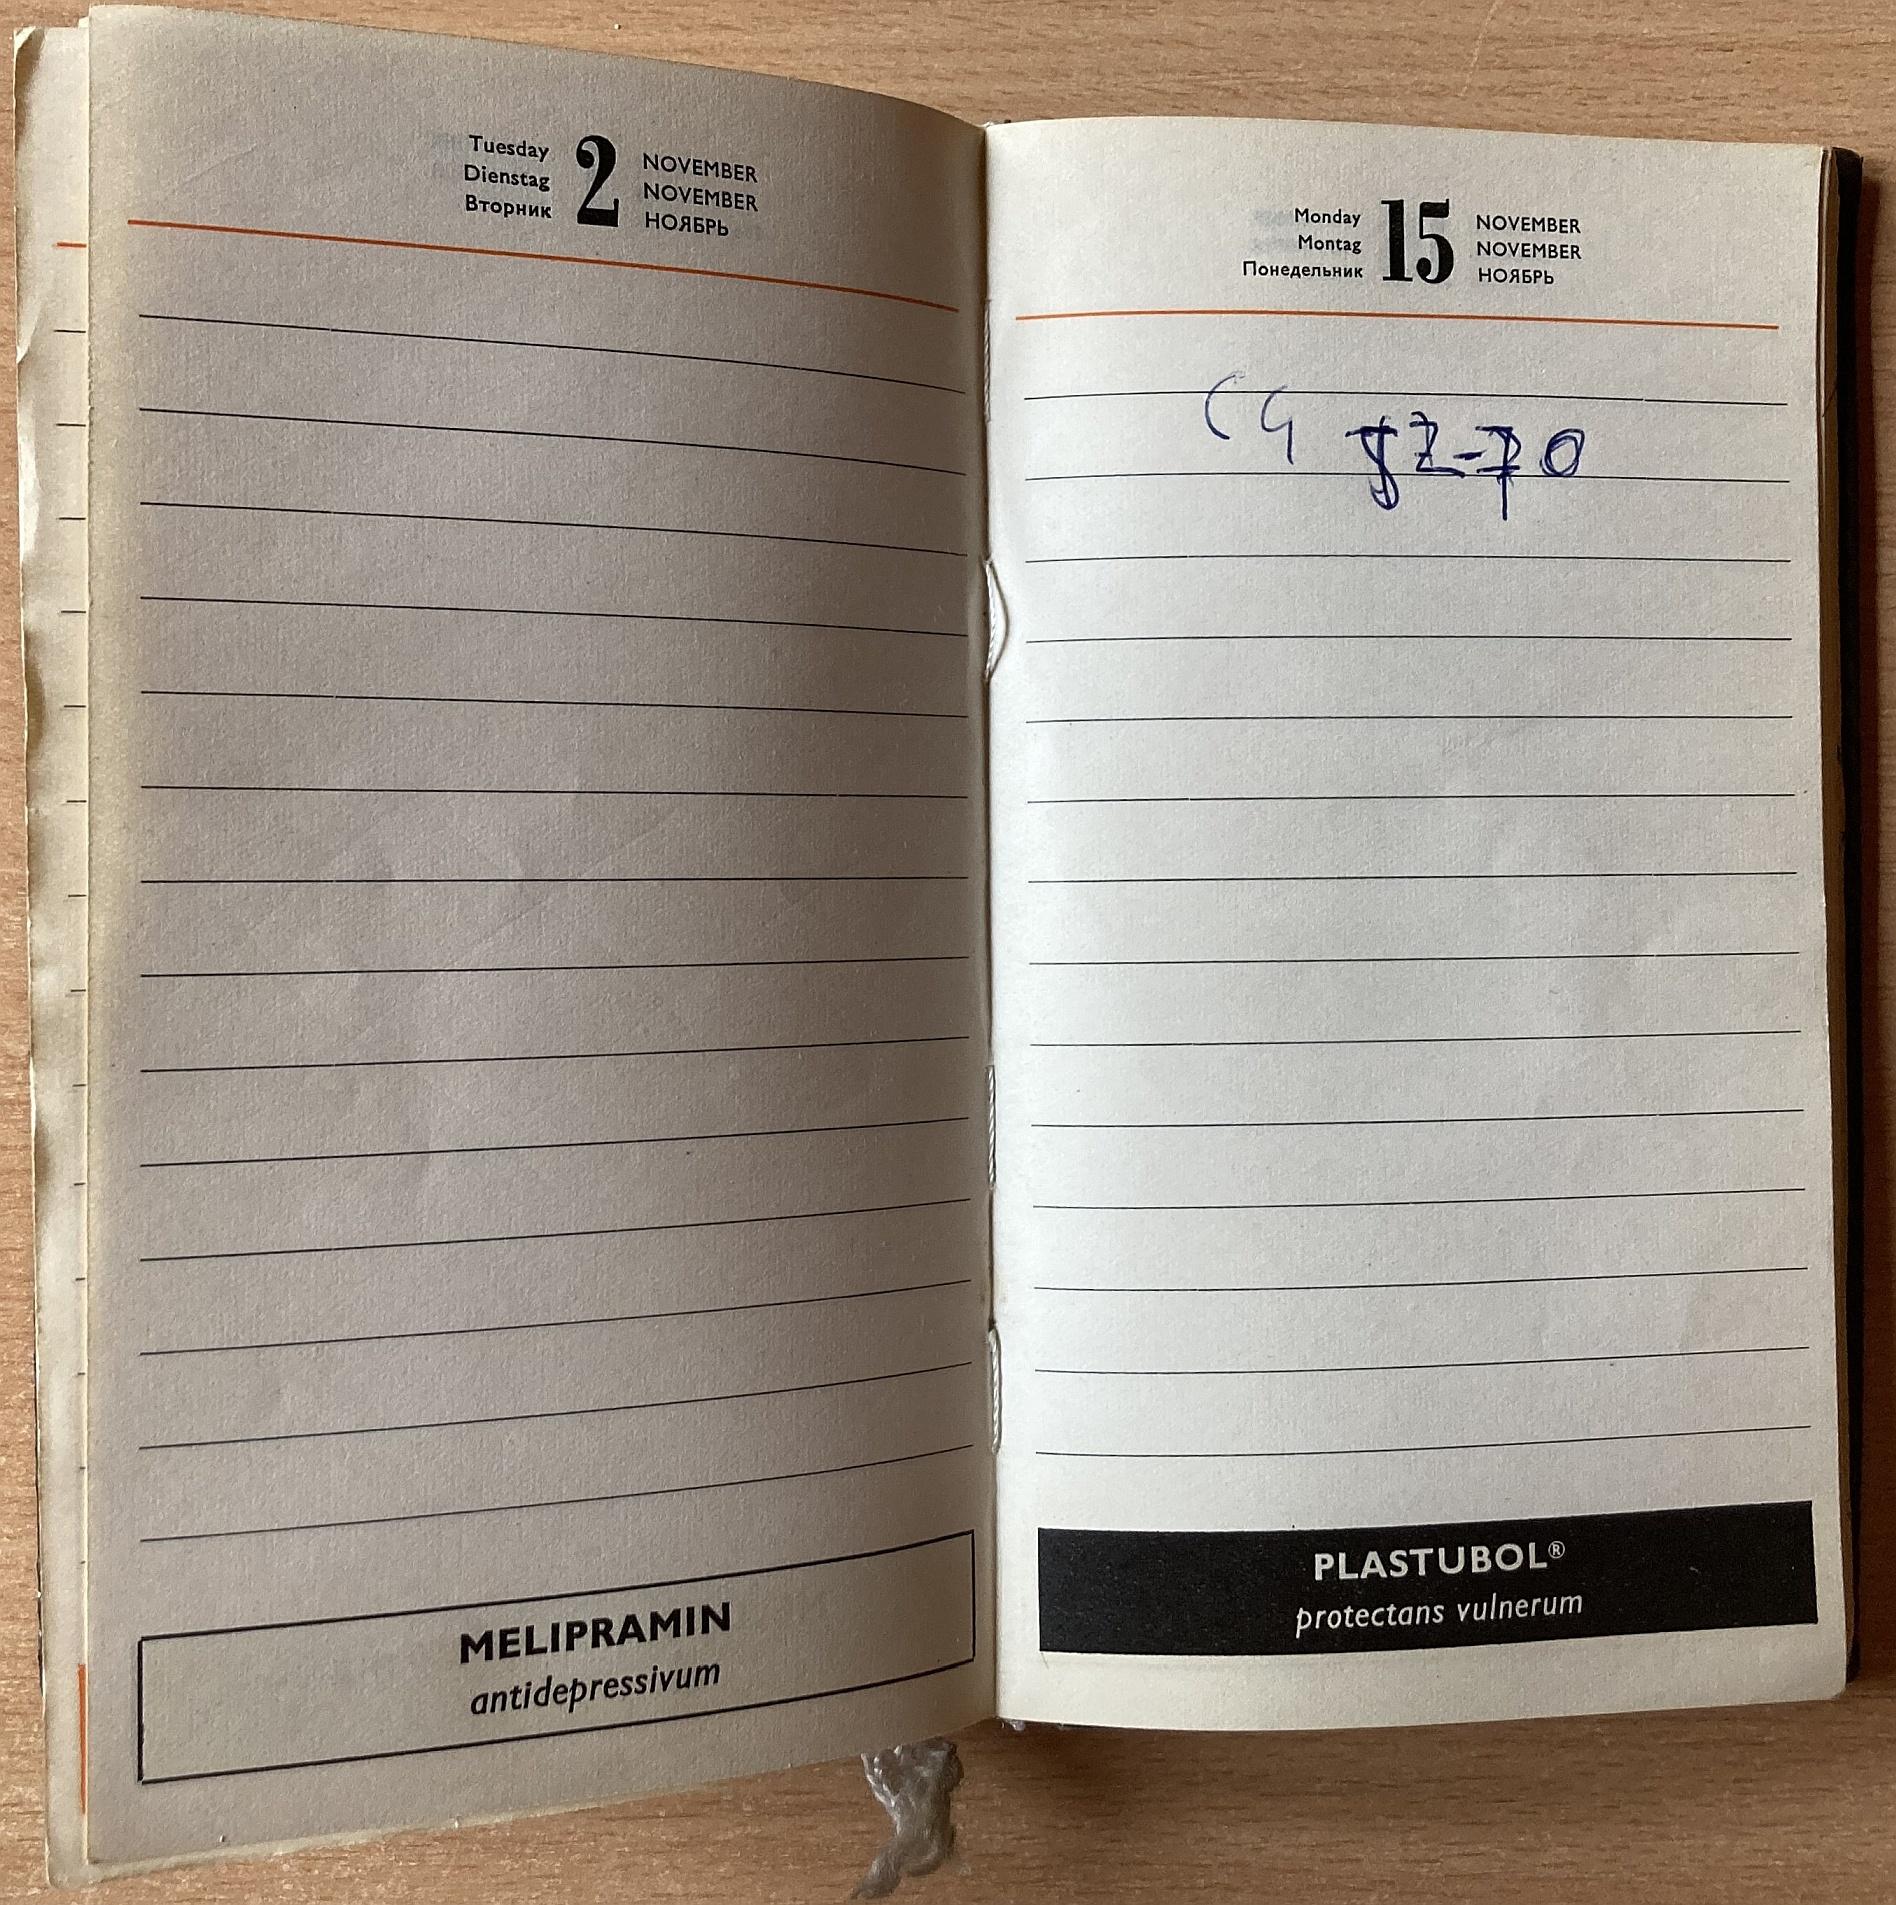 Tuesday
Dienstag
Вторник
2
NOVEMBER
NOVEMBER
НОЯБРЬ
MELIPRAMIN
antidepressivum
Monday
Montag
Понедельник
15
NOVEMBER
NOVEMBER
НОЯБРЬ
PLASTUBOL®
protectans vulnerum